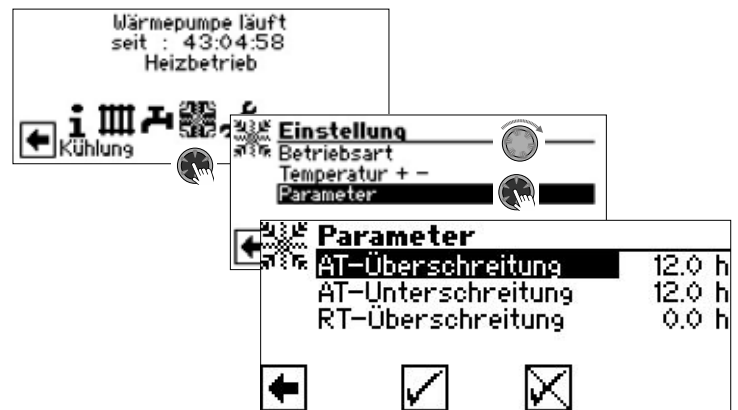 Wärmepumpe läuft
seit : 43:04:58
Heizbetrieb
i
Kühlung
Einstellung
Betriebsart
Temperatur + -
Parameter
Parameter
AT-Überschreitung 12.0 h
AT-Unterschreitung 12.0 h
RT-Überschreitung 0.0 h